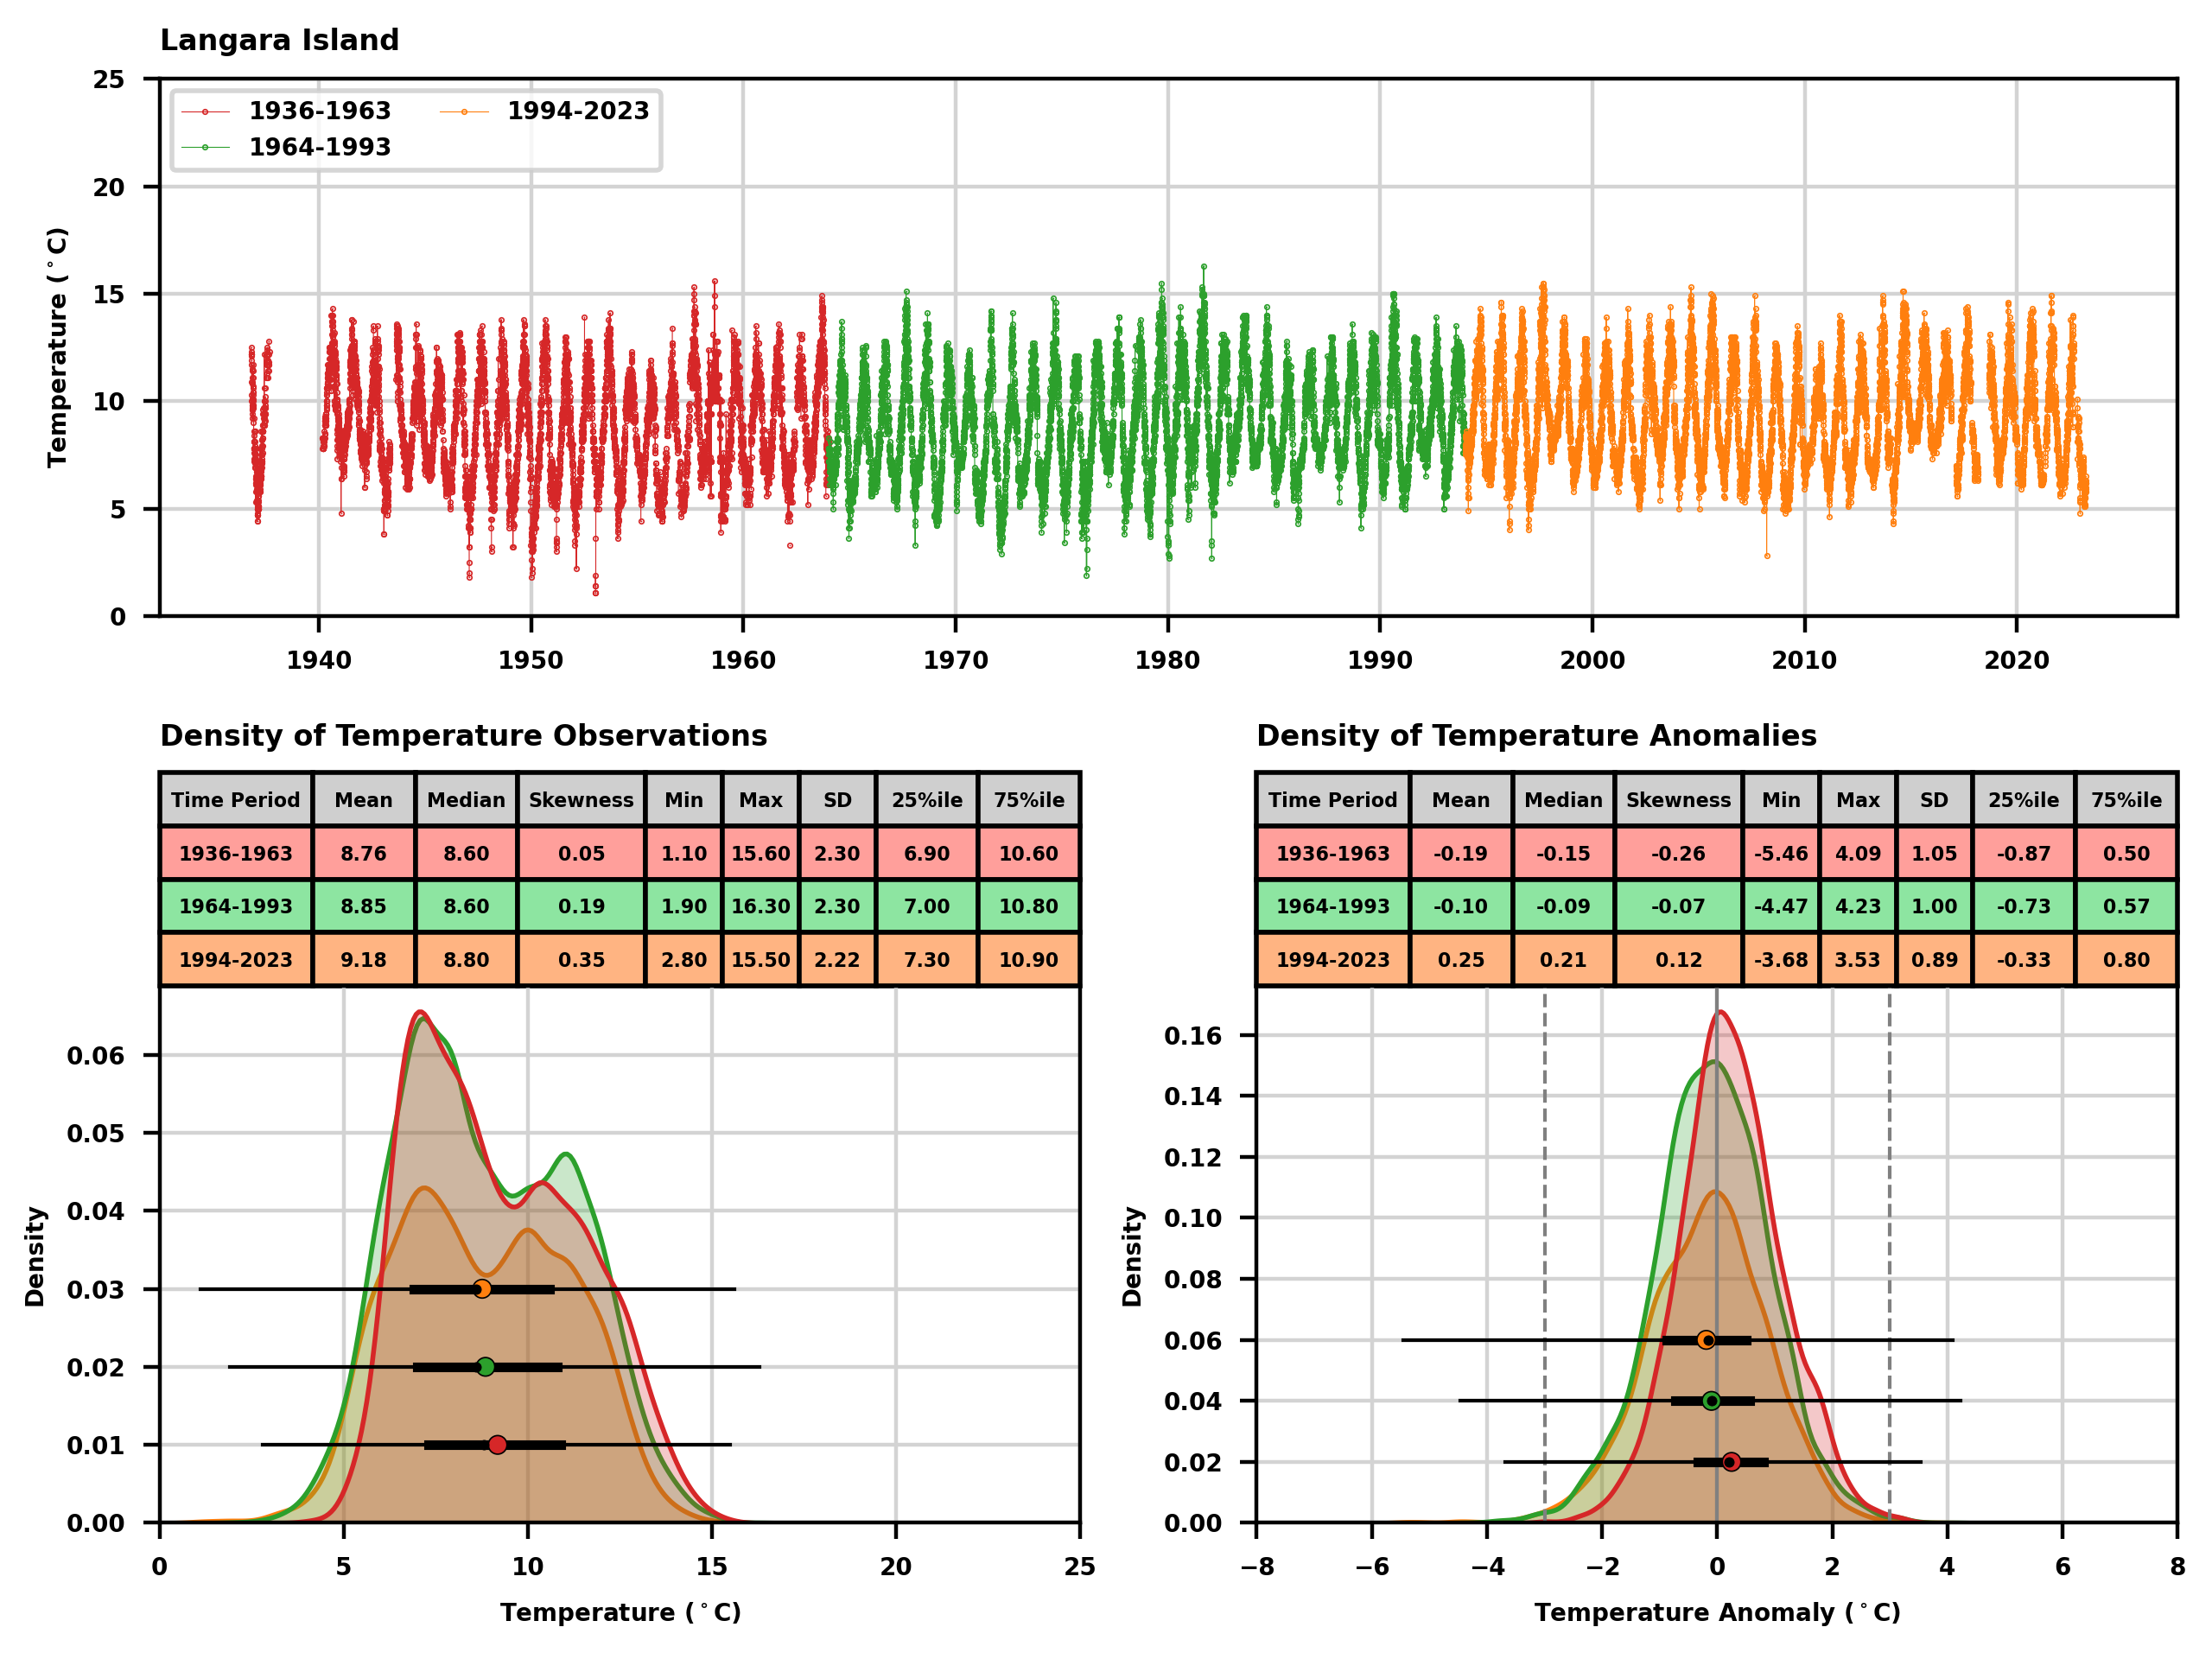 Langara Island
25
20
15
10
5
0
Temperature (°C)
1936-1963
1964-1993
1994-2023
1940 1950 1960 1970 1980 1990 2000 2010 2020
Density of Temperature Observations
Time Period Mean Median Skewness Min Max SD 25%ile 75%ile
1936-1963 8.76 8.60 0.05 1.10 15.60 2.30 6.90 10.60
1964-1993 8.85 8.60 0.19 1.90 16.30 2.30 7.00 10.80
1994-2023 9.18 8.80 0.35 2.80 15.50 2.22 7.30 10.90
0.06
0.05
0.04
0.03
0.02
0.01
0.00
Density
0 5 10 15 20 25
Temperature (°C)
Density of Temperature Anomalies
Time Period Mean Median Skewness Min Max SD 25%ile 75%ile
1936-1963 -0.19 -0.15 -0.26 -5.46 4.09 1.05 -0.87 0.50
1964-1993 -0.10 -0.09 -0.07 -4.47 4.23 1.00 -0.73 0.57
1994-2023 0.25 0.21 0.12 -3.68 3.53 0.89 -0.33 0.80
0.16
0.14
0.12
0.10
0.08
0.06
0.04
0.02
0.00
Density
−8 −6 −4 −2 0 2 4 6 8
Temperature Anomaly (°C)